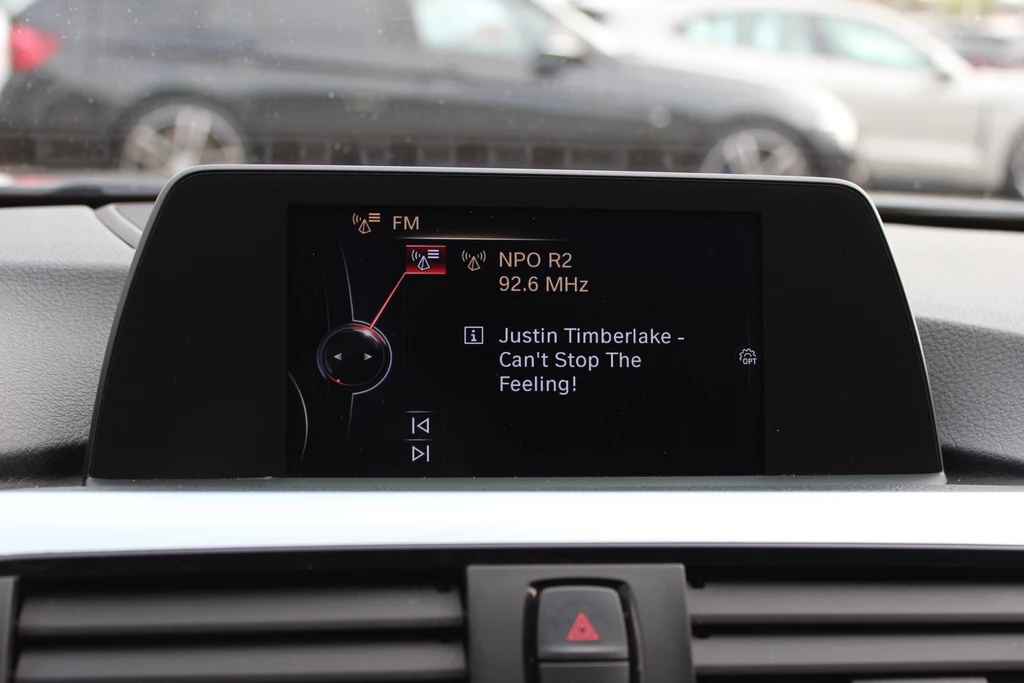 FM
NPO R2
92.6 MHz
Justin Timberlake -
Can't Stop The
Feeling!
OPT